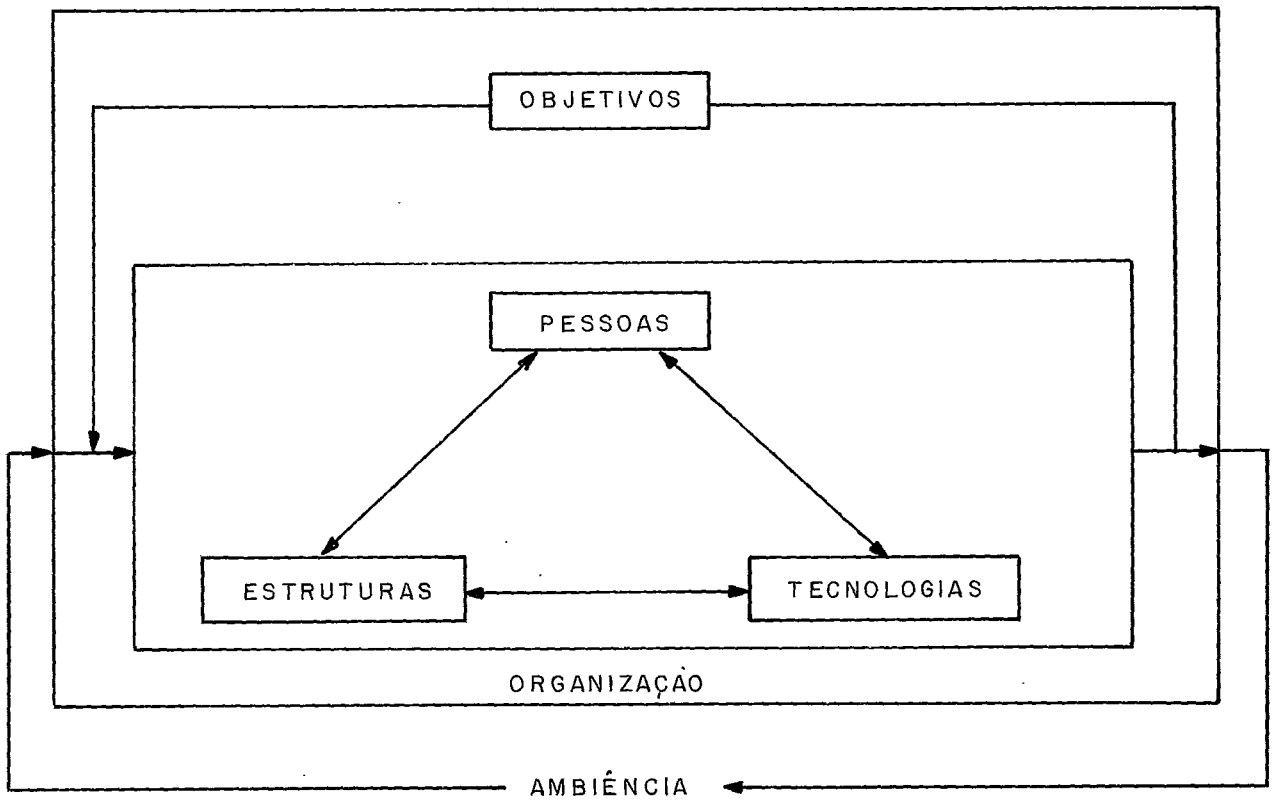 OBJETIVOS
PESSOAS
ESTRUTURAS
TECNOLOGIAS
ORGANIZAÇÃO
AMBIÊNCIA